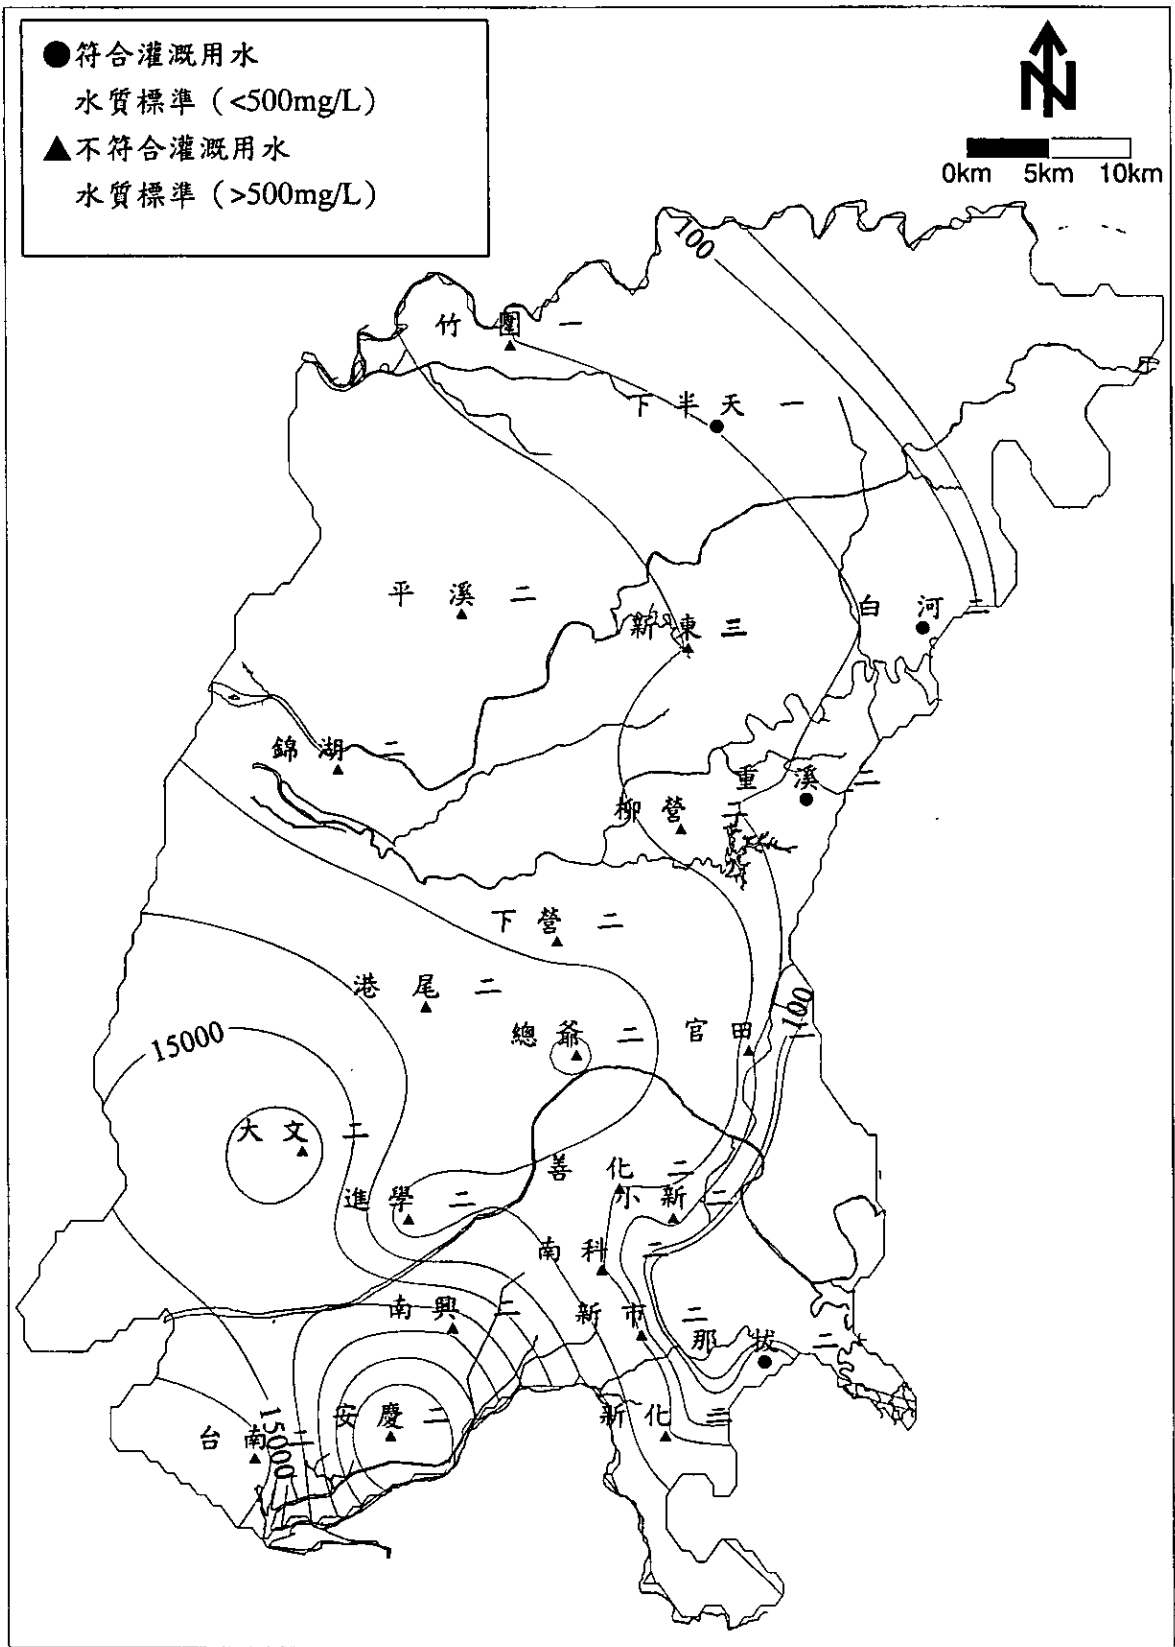 ●符合灌溉用水
水質標準（<500mg/L）
▲不符合灌溉用水
水質標準（>500mg/L）
N
0km 5km 10km
100
竹圍一
下半天一
平溪二
新東三
白河二
錦湖二
重溪二
柳營二
下營二
港尾二
100
總爺二
官田二
15000
大文二
善化二
進學二
小新二
南科二
南興二
新市二
那拔二
安慶二
新化三
台南二
15000